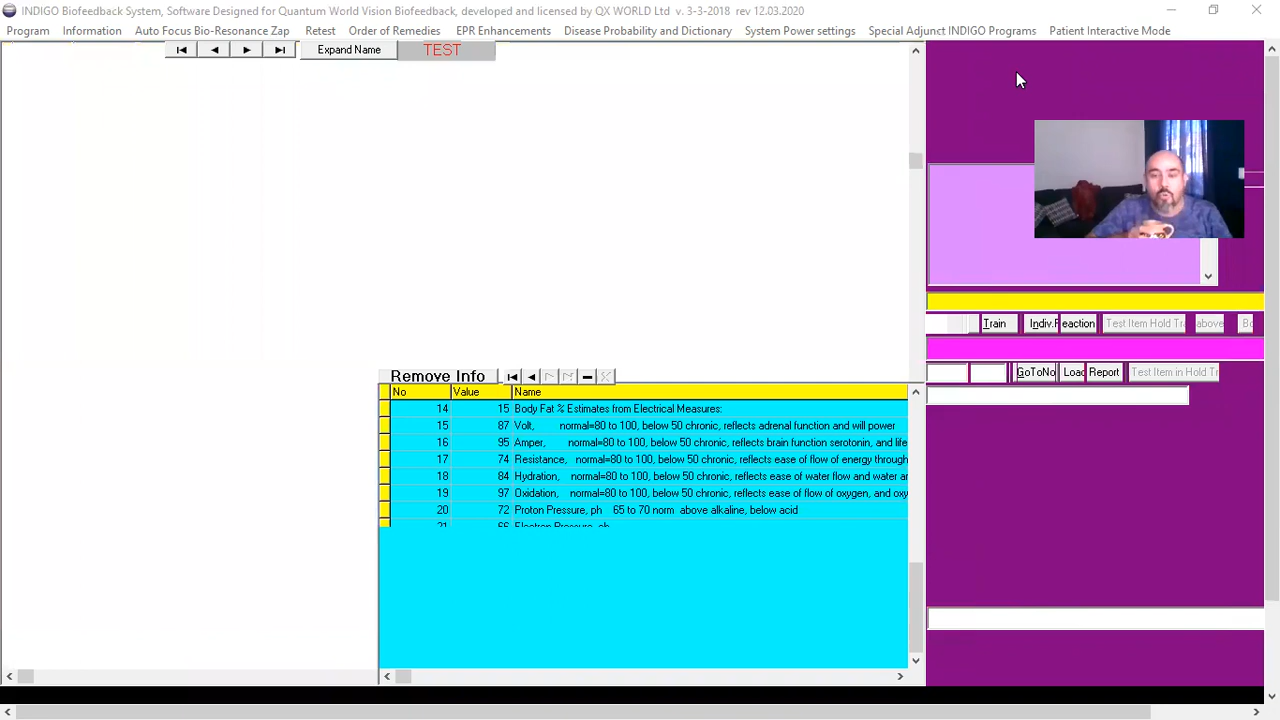 INDIGO Biofeedback System, Software Designed for Quantum World Vision Biofeedback, developed and licensed by QX WORLD Ltd v. 3-3-2018 rev 12.03.2020
Program Information Auto Focus Bio-Resonance Zap Retest Order of Remedies EPR Enhancements Disease Probability and Dictionary System Power settings Special Adjunct INDIGO Programs Patient Interactive Mode
Expand Name TEST
Train Indiv.R eaction Test Item Hold Tra above Bo
GoToNo Load Report Test Item in Hold Tr
Remove Info
No Value Name
14 15 Body Fat % Estimates from Electrical Measures:
15 87 Volt, normal=80 to 100, below 50 chronic, reflects adrenal function and will power
16 95 Amper, normal=80 to 100, below 50 chronic, reflects brain function serotonin, and life
17 74 Resistance, normal=80 to 100, below 50 chronic, reflects ease of flow of energy through
18 84 Hydration, normal=80 to 100, below 50 chronic, reflects ease of water flow and water a
19 97 Oxidation, normal=80 to 100, below 50 chronic, reflects ease of flow of oxygen, and oxy
20 72 Proton Pressure, ph 65 to 70 norm above alkaline, below acid
21 66 Electron Pressure, ph